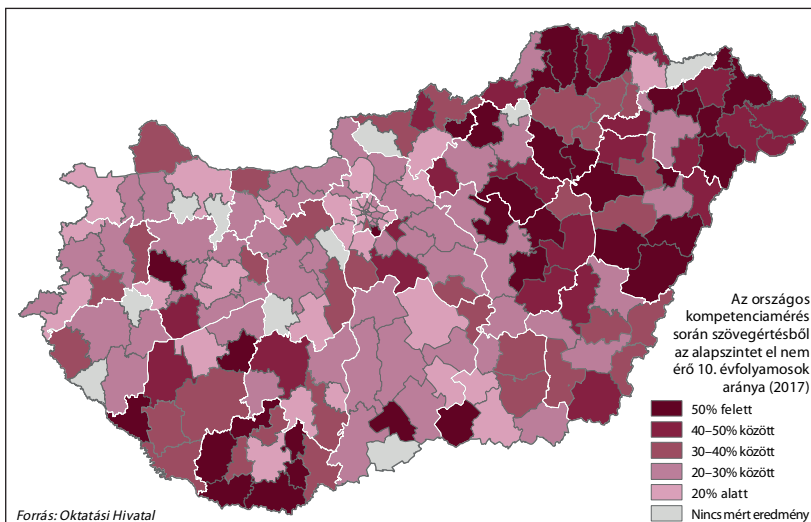 Az országos
kompetenciamérés
során szövegértésből
az alapszintet el nem
érő 10. évfolyamosok
aránya (2017)
50% felett
40–50% között
30–40% között
20–30% között
20% alatt
Nincs mért eredmény
Forrás: Oktatási Hivatal